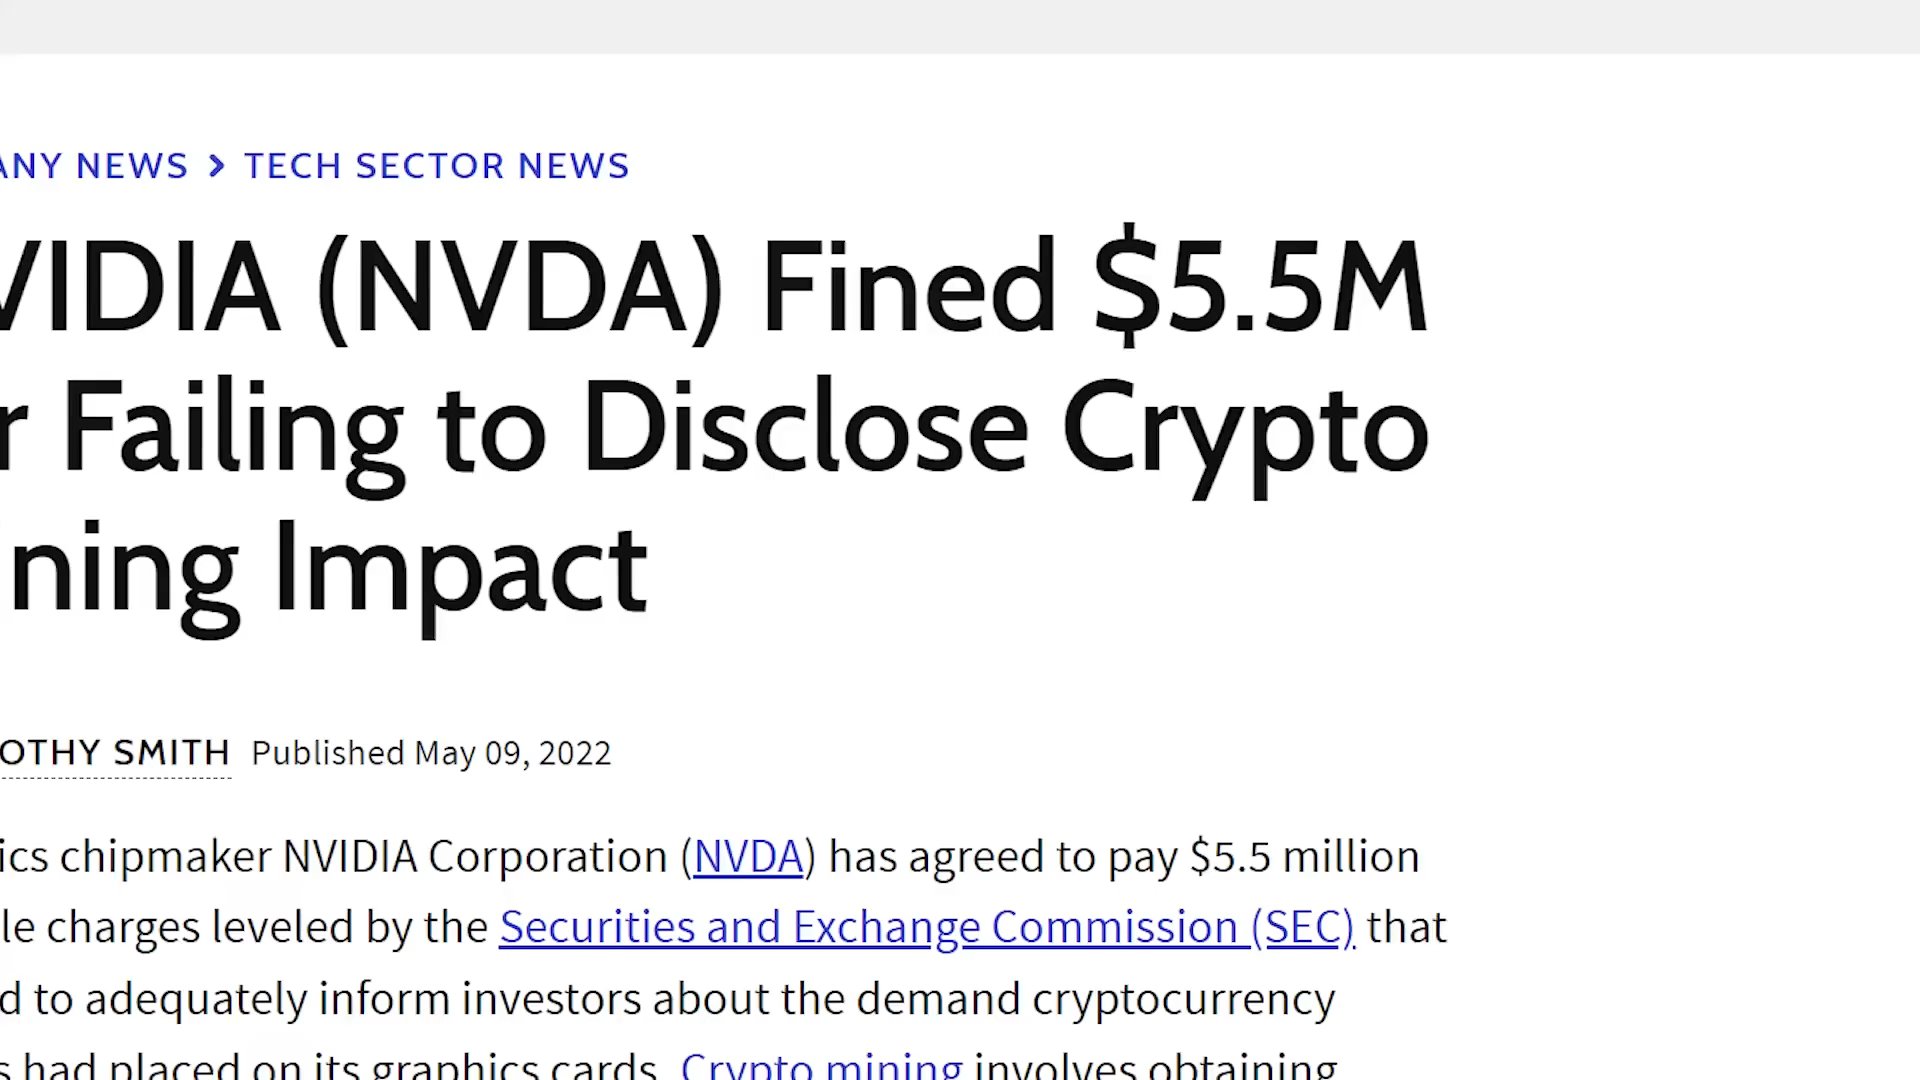 ANY NEWS > TECH SECTOR NEWS
VIDIA (NVDA) Fined $5.5M
r Failing to Disclose Crypto
ning Impact
OTHY SMITH Published May 09, 2022
ics chipmaker NVIDIA Corporation (NVDA) has agreed to pay $5.5 million
le charges leveled by the Securities and Exchange Commission (SEC) that
d to adequately inform investors about the demand cryptocurrency
s had placed on its graphics cards. Crypto mining involves obtaining